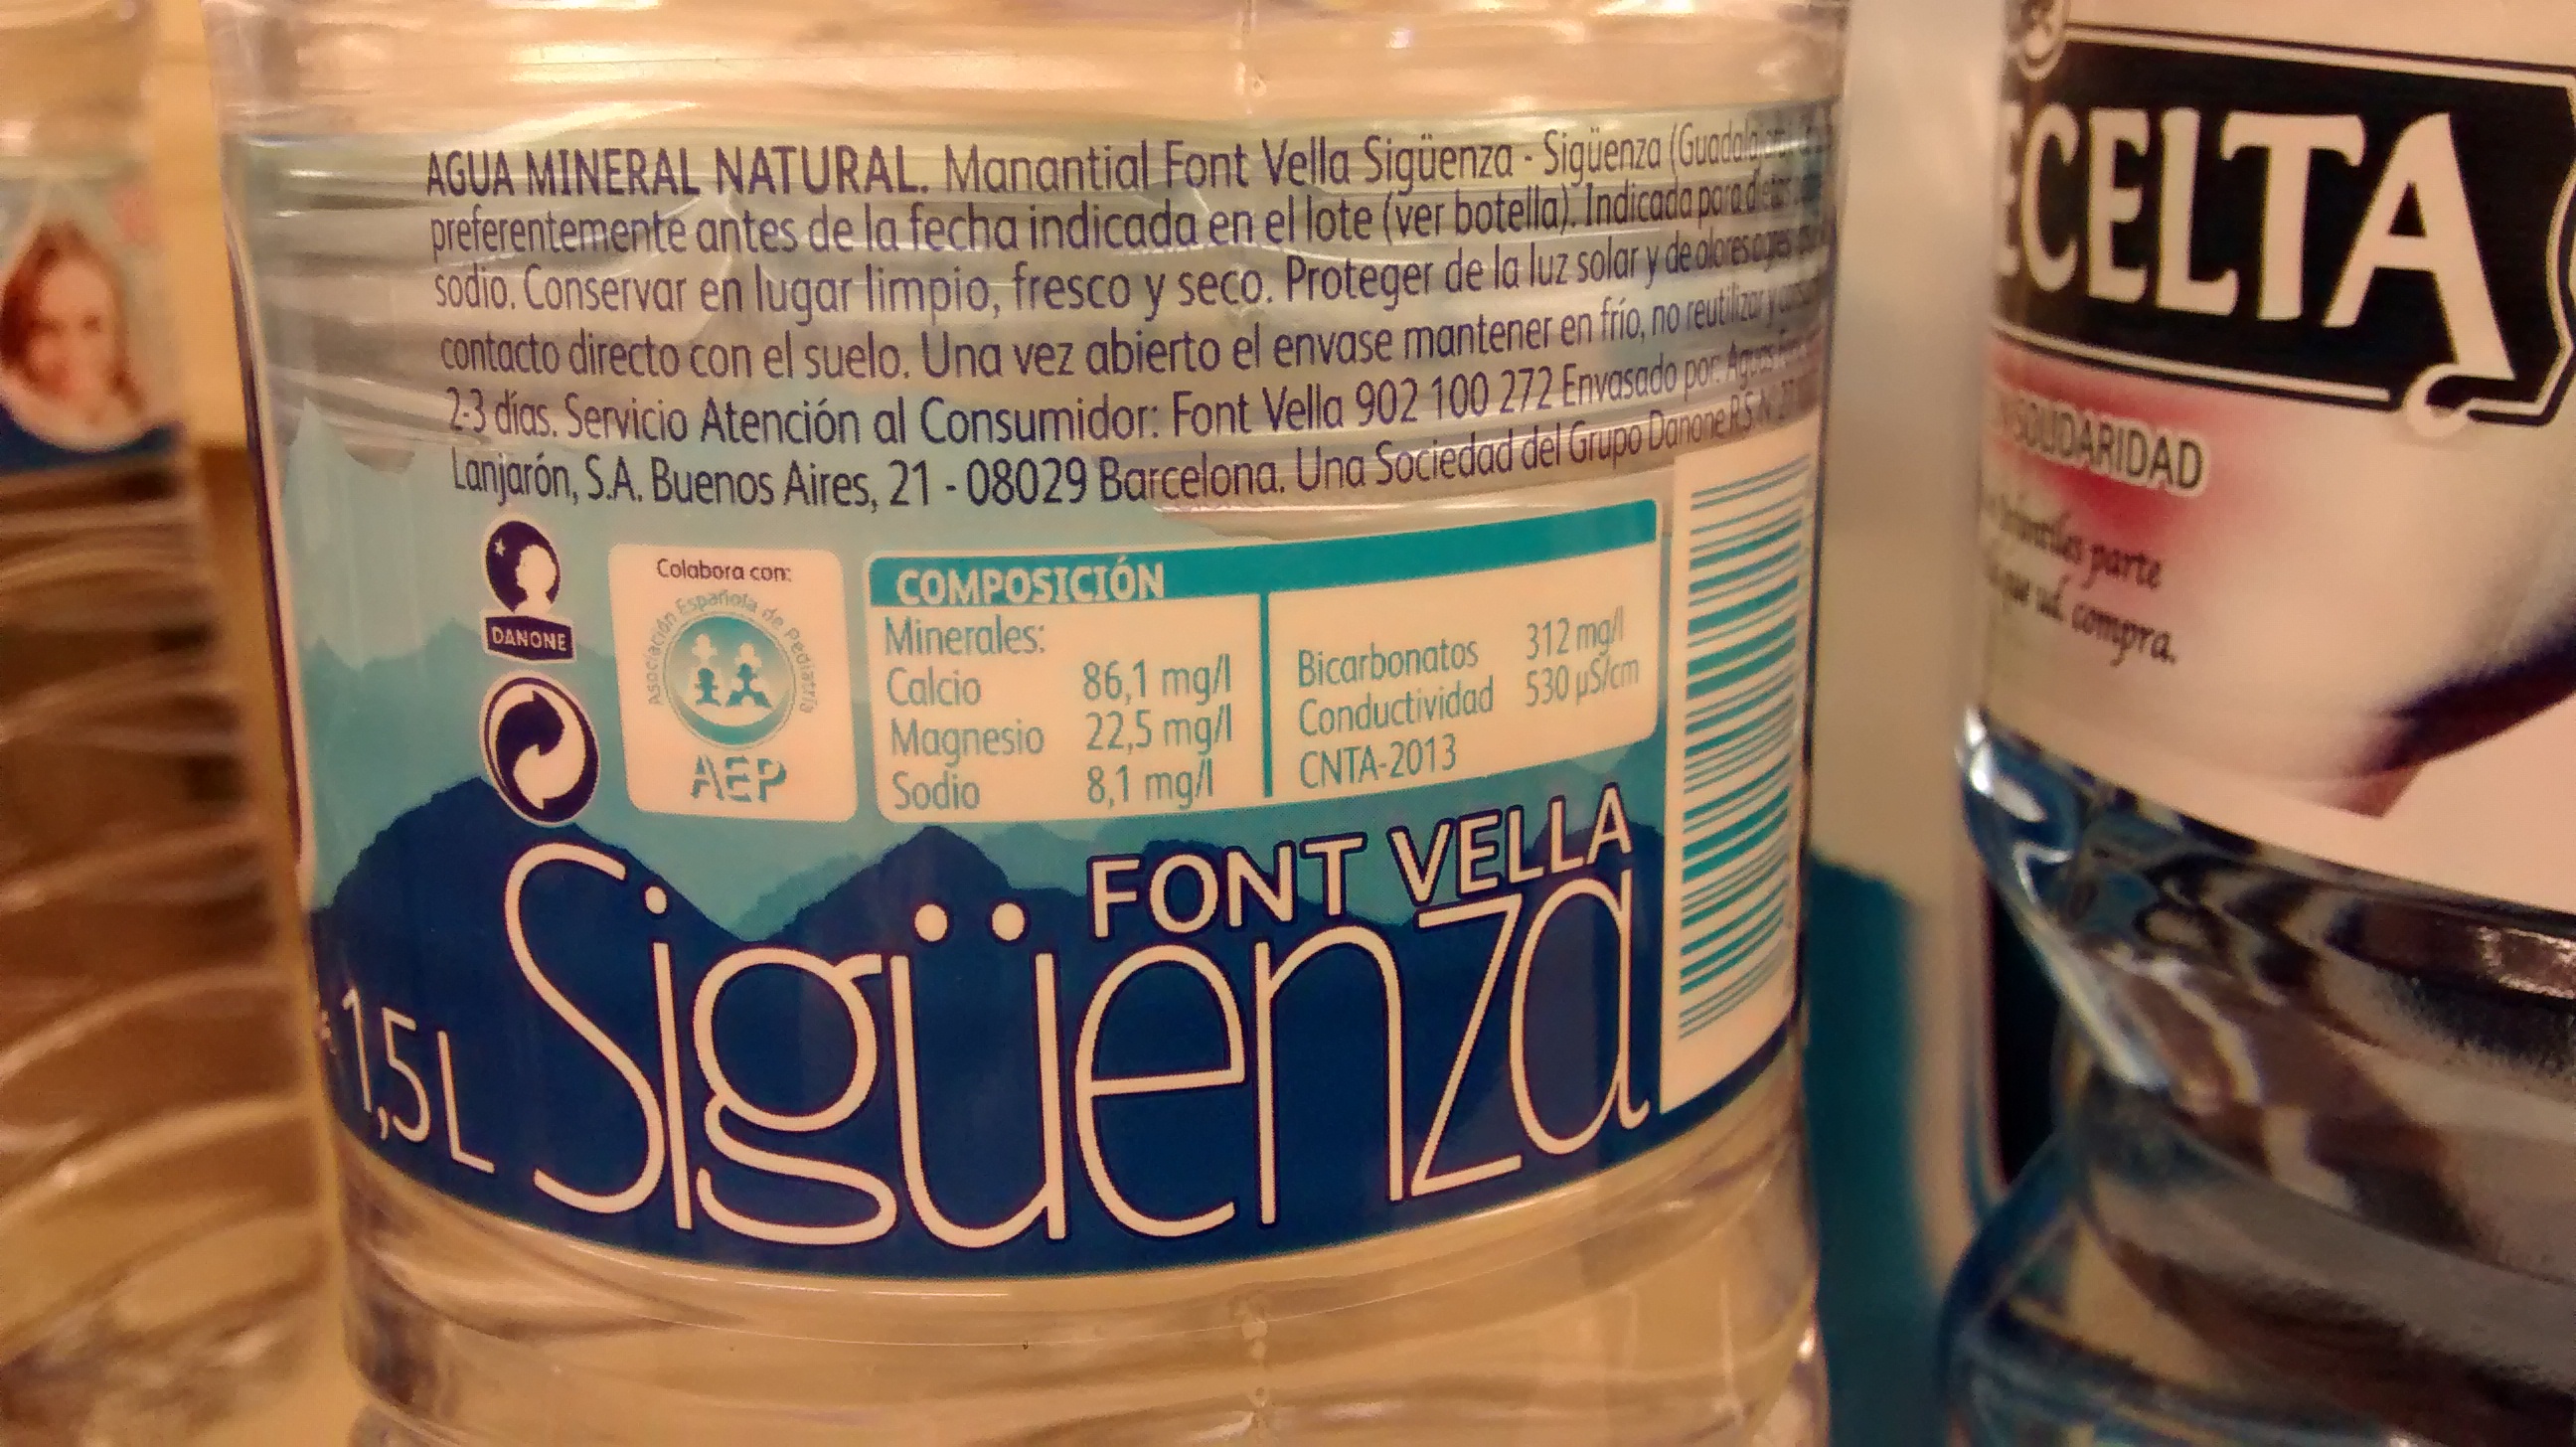 AGUA MINERAL NATURAL. Manantial Font Vella Sigüenza - Sigüenza
preferentemente antes de la fecha indicada en el lote (ver botella). Indicada para
sodio. Conservar en lugar limpio, fresco y seco. Proteger de la luz solar y de olores
contacto directo con el suelo. Una vez abierto el envase mantener en frío, no reutilizar y
2-3 días. Servicio Atención al Consumidor: Font Vella 902 100 272 Envasado por: Aguas
Lanjarón, S.A. Buenos Aires, 21 - 08029 Barcelona. Una Sociedad del Grupo Danone
DANONE
Colabora con:
Asociación Española de Pediatría
AEP
COMPOSICIÓN
Minerales:
Calcio 86,1 mg/l
Magnesio 22,5 mg/l
Sodio 8,1 mg/l
Bicarbonatos 312 mg/l
Conductividad 530 µS/cm
CNTA-2013
FONT VELLA
Sigüenza
1,5L
CELTA
SOLIDARIDAD
parte
que ud. compra.